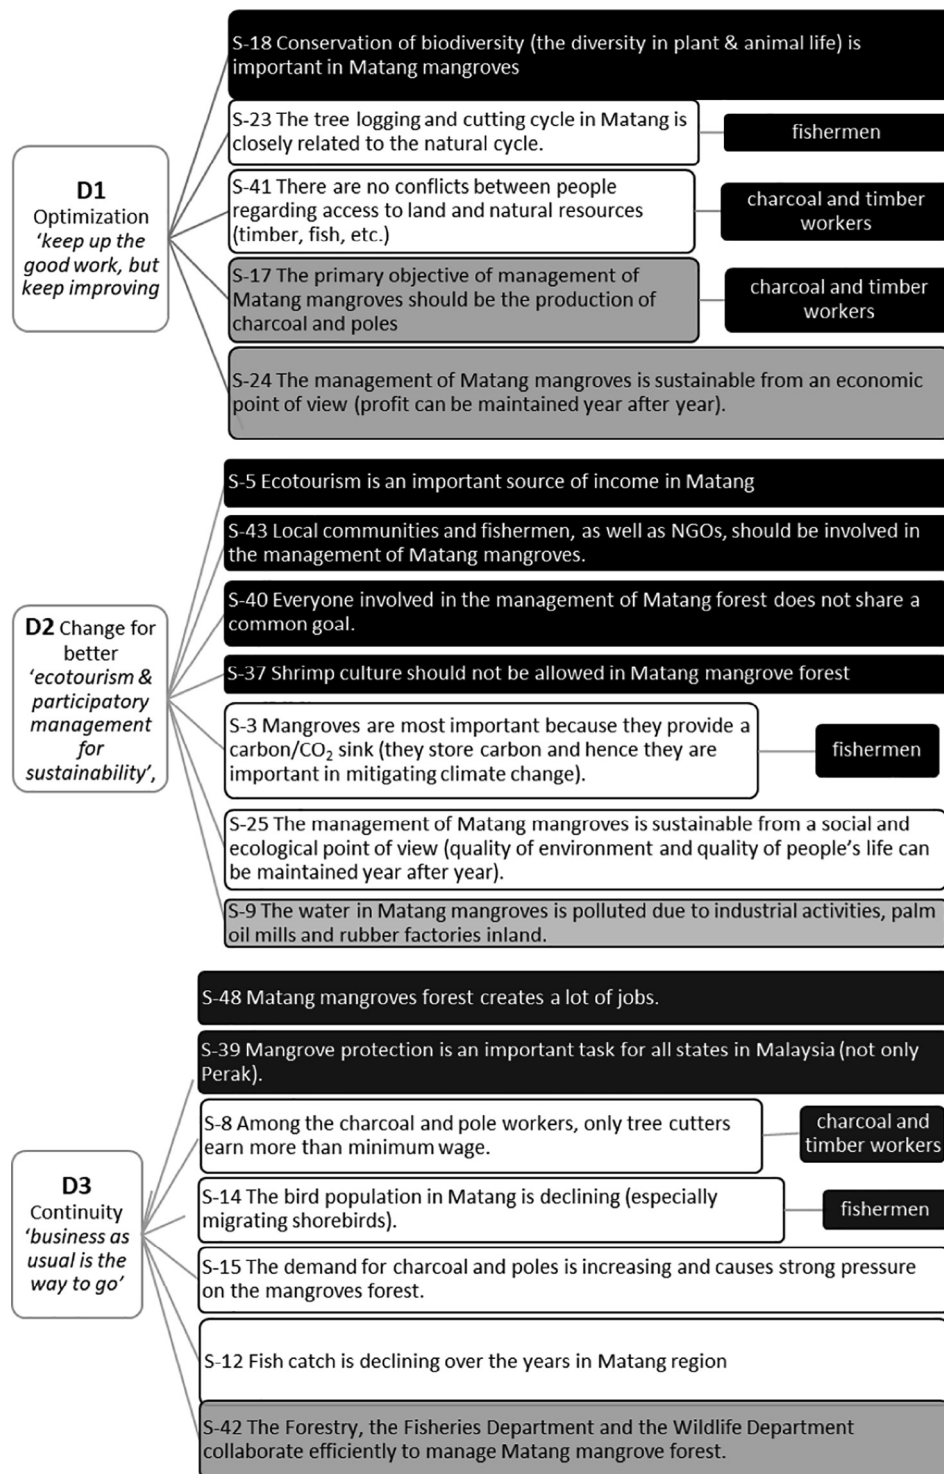 S-18 Conservation of biodiversity (the diversity in plant & animal life) is
important in Matang mangroves
S-23 The tree logging and cutting cycle in Matang is
closely related to the natural cycle.
fishermen
D1
Optimization
‘keep up the
good work, but
keep improving
S-41 There are no conflicts between people
regarding access to land and natural resources
(timber, fish, etc.)
charcoal and timber
workers
S-17 The primary objective of management of
Matang mangroves should be the production of
charcoal and poles
charcoal and timber
workers
S-24 The management of Matang mangroves is sustainable from an economic
point of view (profit can be maintained year after year).
S-5 Ecotourism is an important source of income in Matang
S-43 Local communities and fishermen, as well as NGOs, should be involved in
the management of Matang mangroves.
S-40 Everyone involved in the management of Matang forest does not share a
common goal.
D2 Change for
better
‘ecotourism &
participatory
management
for
sustainability’,
S-37 Shrimp culture should not be allowed in Matang mangrove forest
S-3 Mangroves are most important because they provide a
carbon/CO₂ sink (they store carbon and hence they are
important in mitigating climate change).
fishermen
S-25 The management of Matang mangroves is sustainable from a social and
ecological point of view (quality of environment and quality of people’s life can
be maintained year after year).
S-9 The water in Matang mangroves is polluted due to industrial activities, palm
oil mills and rubber factories inland.
S-48 Matang mangroves forest creates a lot of jobs.
S-39 Mangrove protection is an important task for all states in Malaysia (not only
Perak).
S-8 Among the charcoal and pole workers, only tree cutters
earn more than minimum wage.
charcoal and
timber workers
D3
Continuity
‘business as
usual is the
way to go’
S-14 The bird population in Matang is declining (especially
migrating shorebirds).
fishermen
S-15 The demand for charcoal and poles is increasing and causes strong pressure
on the mangroves forest.
S-12 Fish catch is declining over the years in Matang region
S-42 The Forestry, the Fisheries Department and the Wildlife Department
collaborate efficiently to manage Matang mangrove forest.